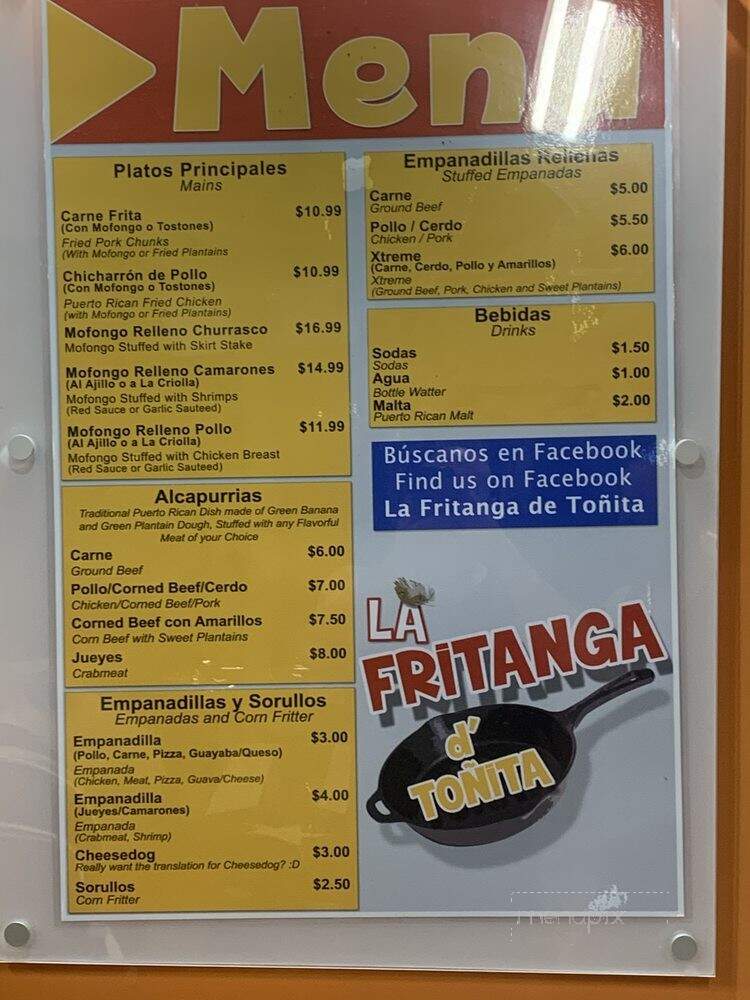 Menu
Platos Principales
Mains
Carne Frita $10.99
(Con Mofongo o Tostones)
Fried Pork Chunks
(With Mofongo or Fried Plantains
Chicharrón de Pollo $10.99
(Con Mofongo o Tostones)
Puerto Rican Fried Chicken
(with Mofongo or Fried Plantains)
Mofongo Relleno Churrasco $16.99
Mofongo Stuffed with Skirt Stake
Mofongo Relleno Camarones $14.99
(Al Ajillo o a La Criolla)
Mofongo Stuffed with Shrimps
(Red Sauce or Garlic Sauteed)
Mofongo Relleno Pollo $11.99
(Al Ajillo o a La Criolla)
Mofongo Stuffed with Chicken Breast
(Red Sauce or Garlic Sauteed)
Alcapurrias
Traditional Puerto Rican Dish made of Green Banana
and Green Plantain Dough, Stuffed with any Flavorful
Meat of your Choice
Carne $6.00
Ground Beef
Pollo/Corned Beef/Cerdo $7.00
Chicken/Corned Beef/Pork
Corned Beef con Amarillos $7.50
Corn Beef with Sweet Plantains
Jueyes $8.00
Crabmeat
Empanadillas y Sorullos
Empanadas and Corn Fritter
Empanadilla $3.00
(Pollo, Carne, Pizza, Guayaba/Queso)
Empanada
(Chicken, Meat, Pizza, Guava/Cheese)
Empanadilla $4.00
(Jueyes/Camarones)
Empanada
(Crabmeat, Shrimp)
Cheesedog $3.00
Really want the translation for Cheesedog? :D
Sorullos $2.50
Corn Fritter
Empanadillas Rellenas
Stuffed Empanadas
Carne $5.00
Ground Beef
Pollo / Cerdo $5.50
Chicken / Pork
Xtreme $6.00
(Carne, Cerdo, Pollo y Amarillos)
Xtreme
(Ground Beef, Pork, Chicken and Sweet Plantains)
Bebidas
Drinks
Sodas $1.50
Sodas
Agua $1.00
Bottle Watter
Malta $2.00
Puerto Rican Malt
Búscanos en Facebook
Find us on Facebook
La Fritanga de Toñita
LA
FRITANGA
d'
TOÑITA
menupix